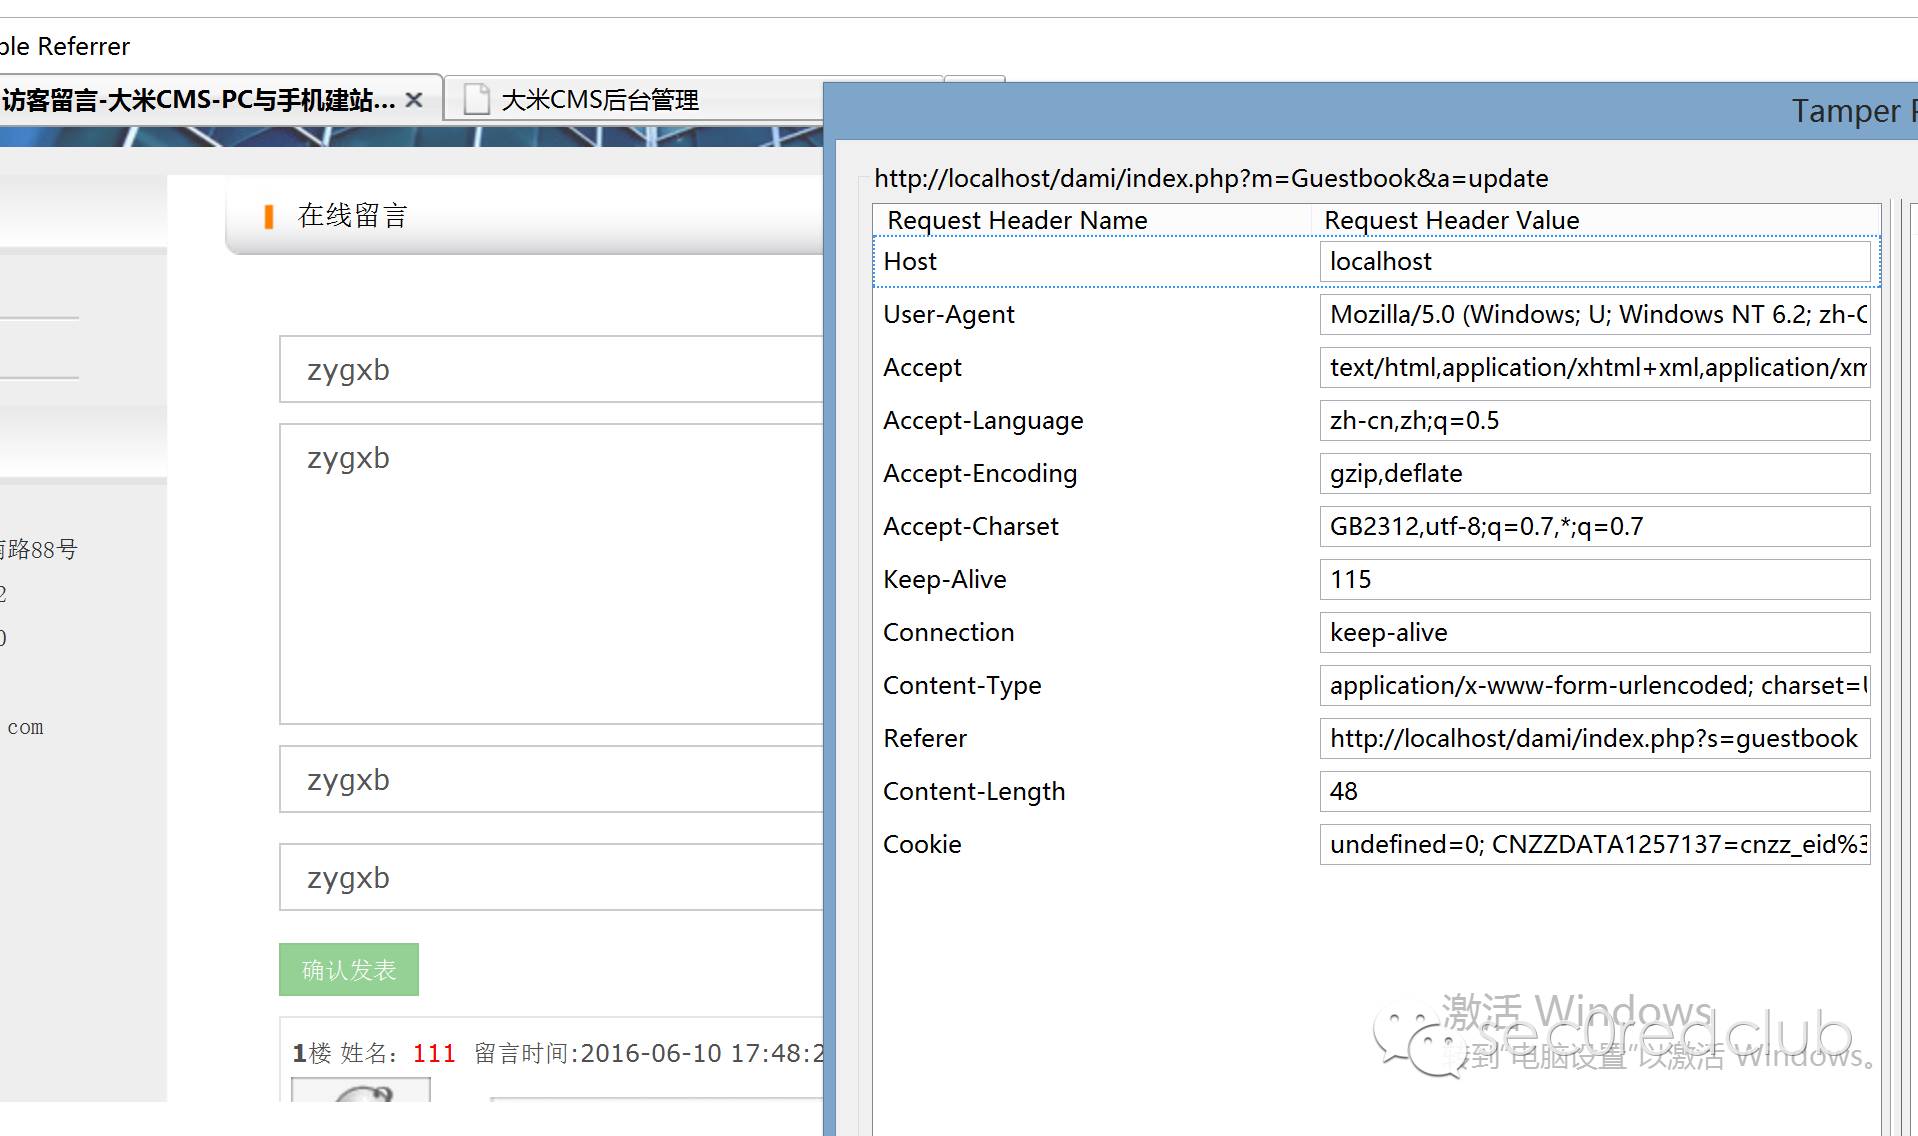 ble Referrer
访客留言-大米CMS-PC与手机建站...
大米CMS后台管理
Tamper
在线留言
zygxb
zygxb
zygxb
zygxb
确认发表
1楼 姓名：111 留言时间:2016-06-10 17:48:2
路88号
2
0
com
http://localhost/dami/index.php?m=Guestbook&a=update
Request Header Name Request Header Value
Host localhost
User-Agent Mozilla/5.0 (Windows; U; Windows NT 6.2; zh-C
Accept text/html,application/xhtml+xml,application/xm
Accept-Language zh-cn,zh;q=0.5
Accept-Encoding gzip,deflate
Accept-Charset GB2312,utf-8;q=0.7,*;q=0.7
Keep-Alive 115
Connection keep-alive
Content-Type application/x-www-form-urlencoded; charset=U
Referer http://localhost/dami/index.php?s=guestbook
Content-Length 48
Cookie undefined=0; CNZZDATA1257137=cnzz_eid%3
激活 Windows
sec0redclub
转到“电脑设置”以激活 Windows。